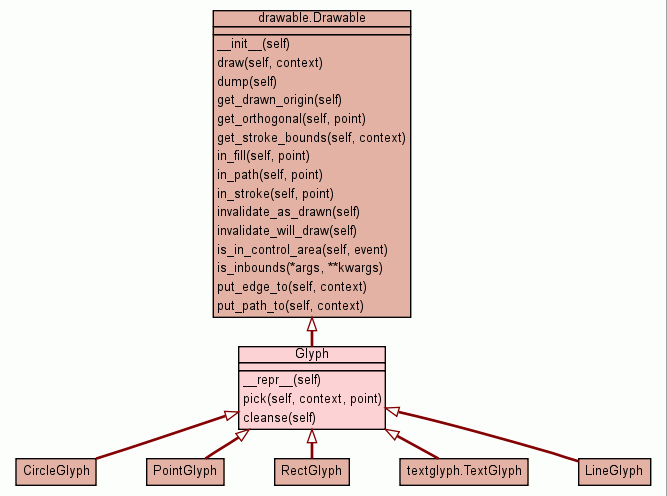 drawable.Drawable
__init__(self)
draw(self, context)
dump(self)
get_drawn_origin(self)
get_orthogonal(self, point)
get_stroke_bounds(self, context)
in_fill(self, point)
in_path(self, point)
in_stroke(self, point)
invalidate_as_drawn(self)
invalidate_will_draw(self)
is_in_control_area(self, event)
is_inbounds(*args, **kwargs)
put_edge_to(self, context)
put_path_to(self, context)
Glyph
__repr__(self)
pick(self, context, point)
cleanse(self)
CircleGlyph
PointGlyph
RectGlyph
textglyph.TextGlyph
LineGlyph